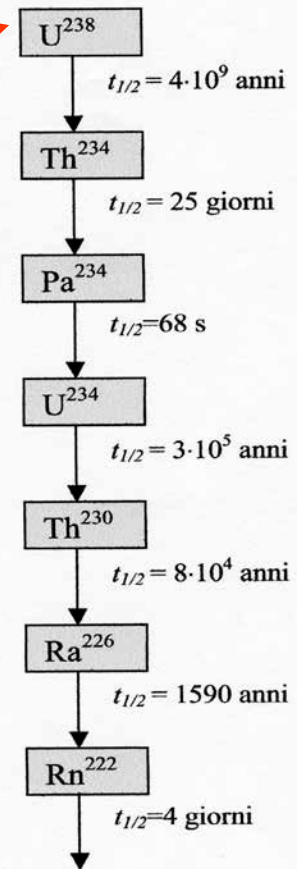 U²³⁸
t₁/₂ = 4·10⁹ anni
Th²³⁴
t₁/₂ = 25 giorni
Pa²³⁴
t₁/₂=68 s
U²³⁴
t₁/₂ = 3·10⁵ anni
Th²³⁰
t₁/₂ = 8·10⁴ anni
Ra²²⁶
t₁/₂ = 1590 anni
Rn²²²
t₁/₂=4 giorni